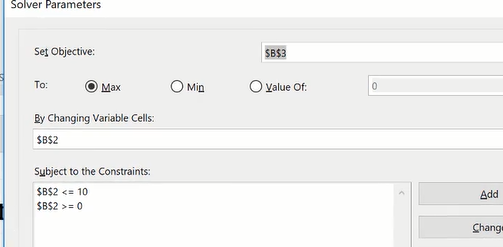 Solver Parameters
Set Objective:
$B$3
To:
Max
Min
Value Of:
0
By Changing Variable Cells:
$B$2
Subject to the Constraints:
$B$2 <= 10
$B$2 >= 0
Add